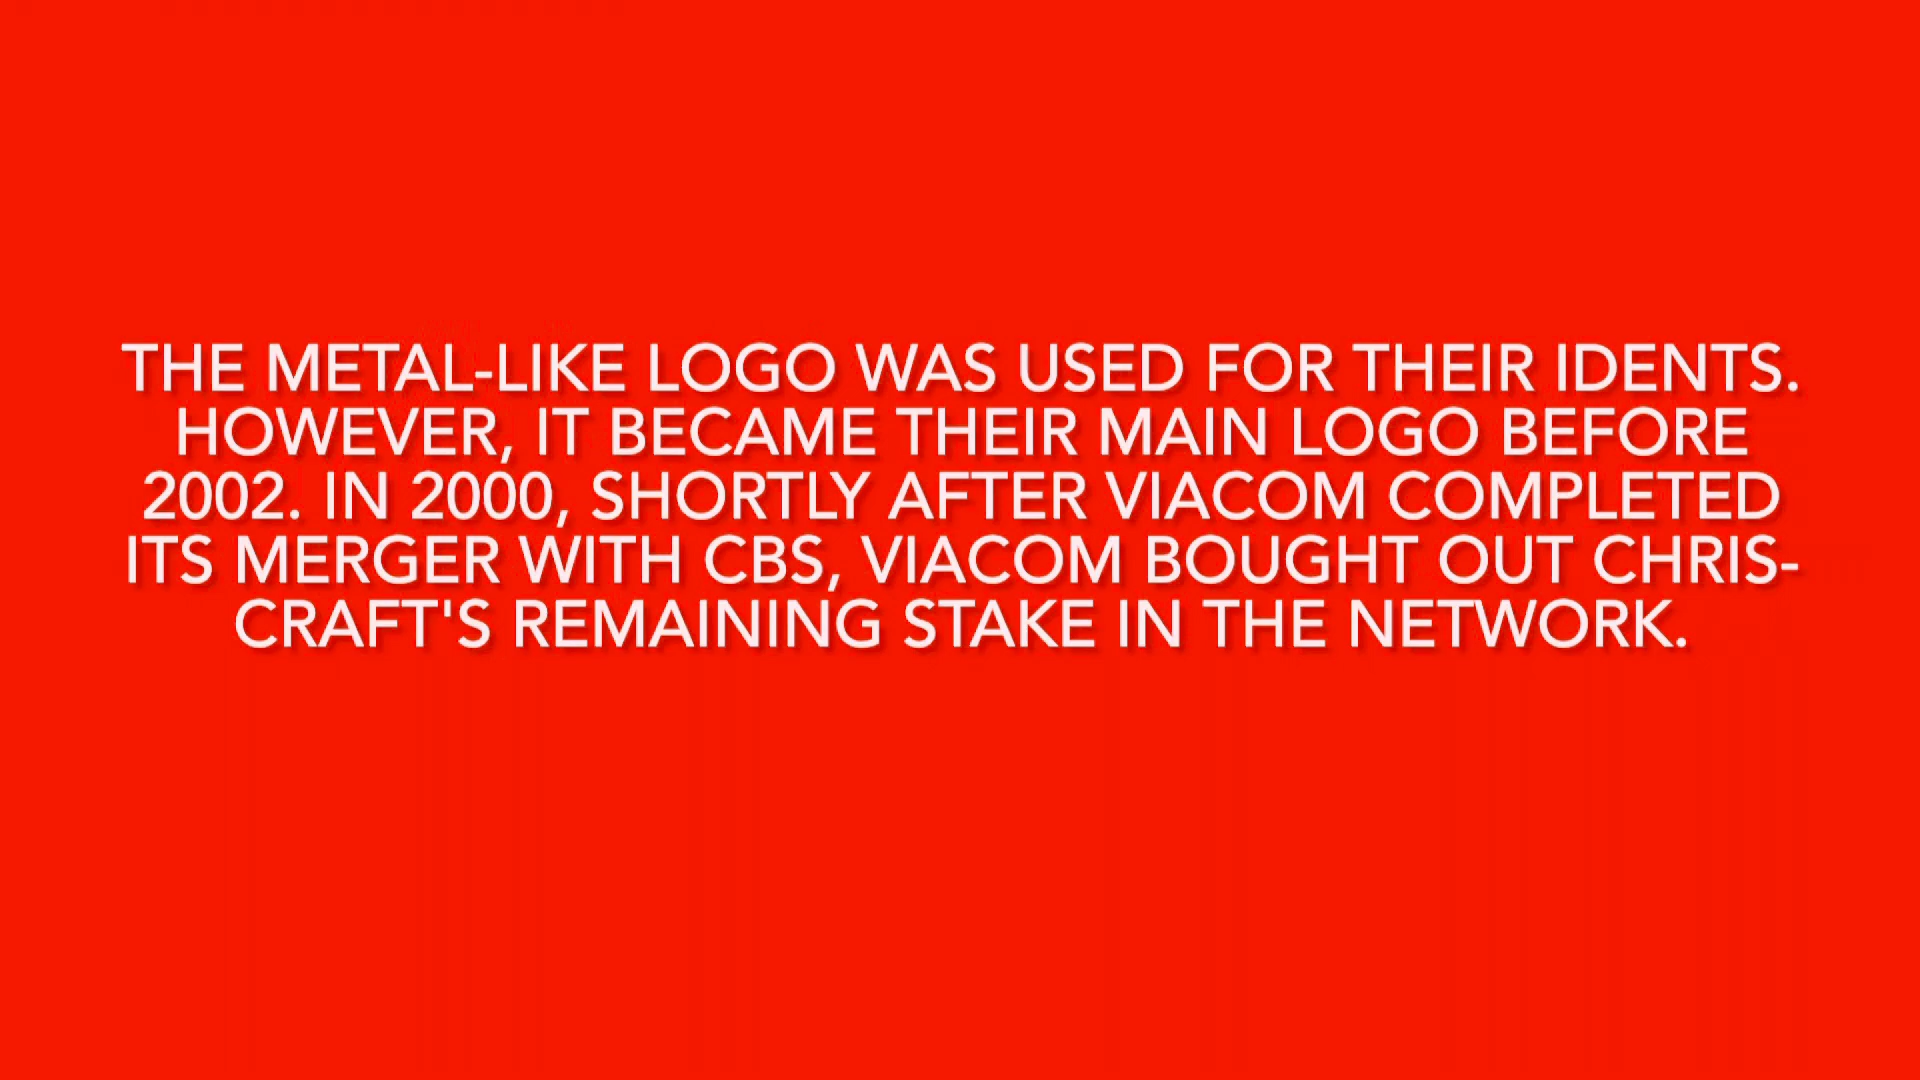 THE METAL-LIKE LOGO WAS USED FOR THEIR IDENTS.
HOWEVER, IT BECAME THEIR MAIN LOGO BEFORE
2002. IN 2000, SHORTLY AFTER VIACOM COMPLETED
ITS MERGER WITH CBS, VIACOM BOUGHT OUT CHRIS-
CRAFT'S REMAINING STAKE IN THE NETWORK.